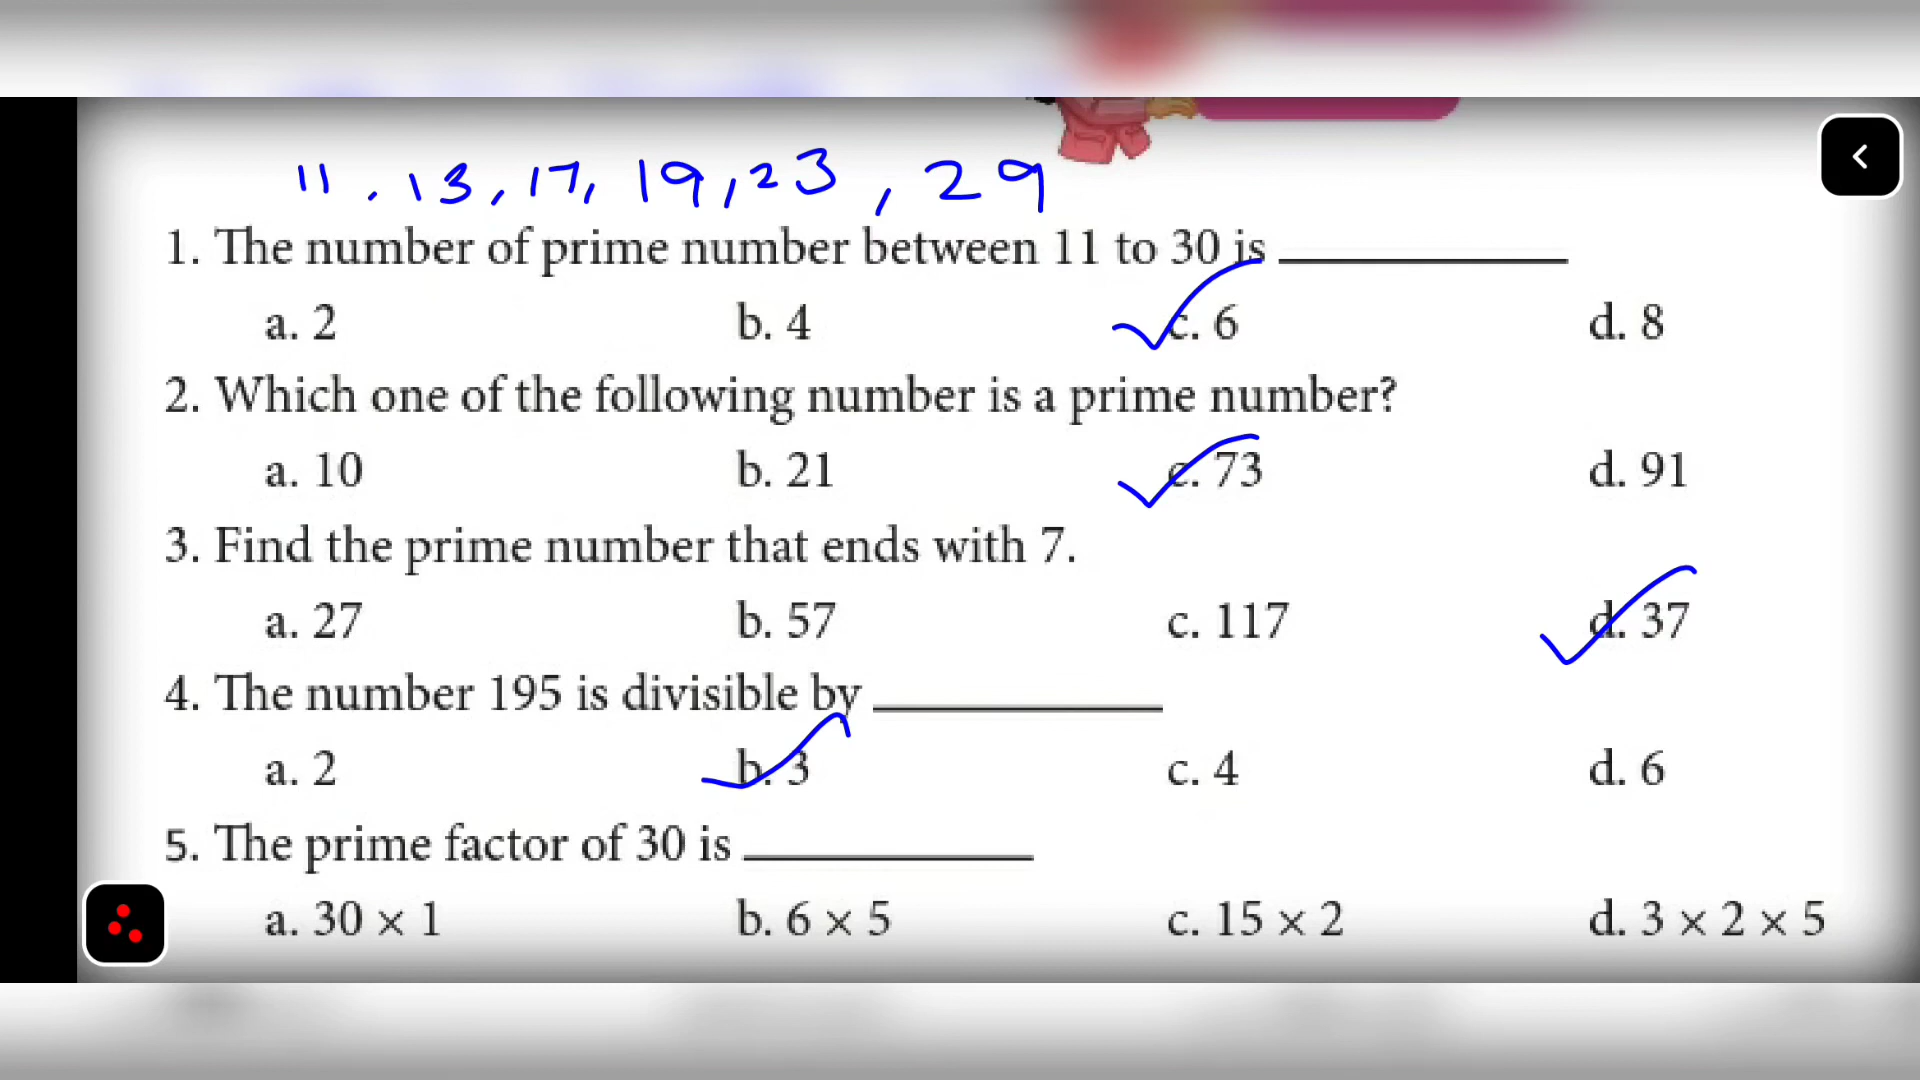 11, 13, 17, 19, 23, 29
1. The number of prime number between 11 to 30 is ____________
a. 2 b. 4 c. 6 d. 8
2. Which one of the following number is a prime number?
a. 10 b. 21 c. 73 d. 91
3. Find the prime number that ends with 7.
a. 27 b. 57 c. 117 d. 37
4. The number 195 is divisible by ____________
a. 2 b. 3 c. 4 d. 6
5. The prime factor of 30 is ____________
a. 30 × 1 b. 6 × 5 c. 15 × 2 d. 3 × 2 × 5